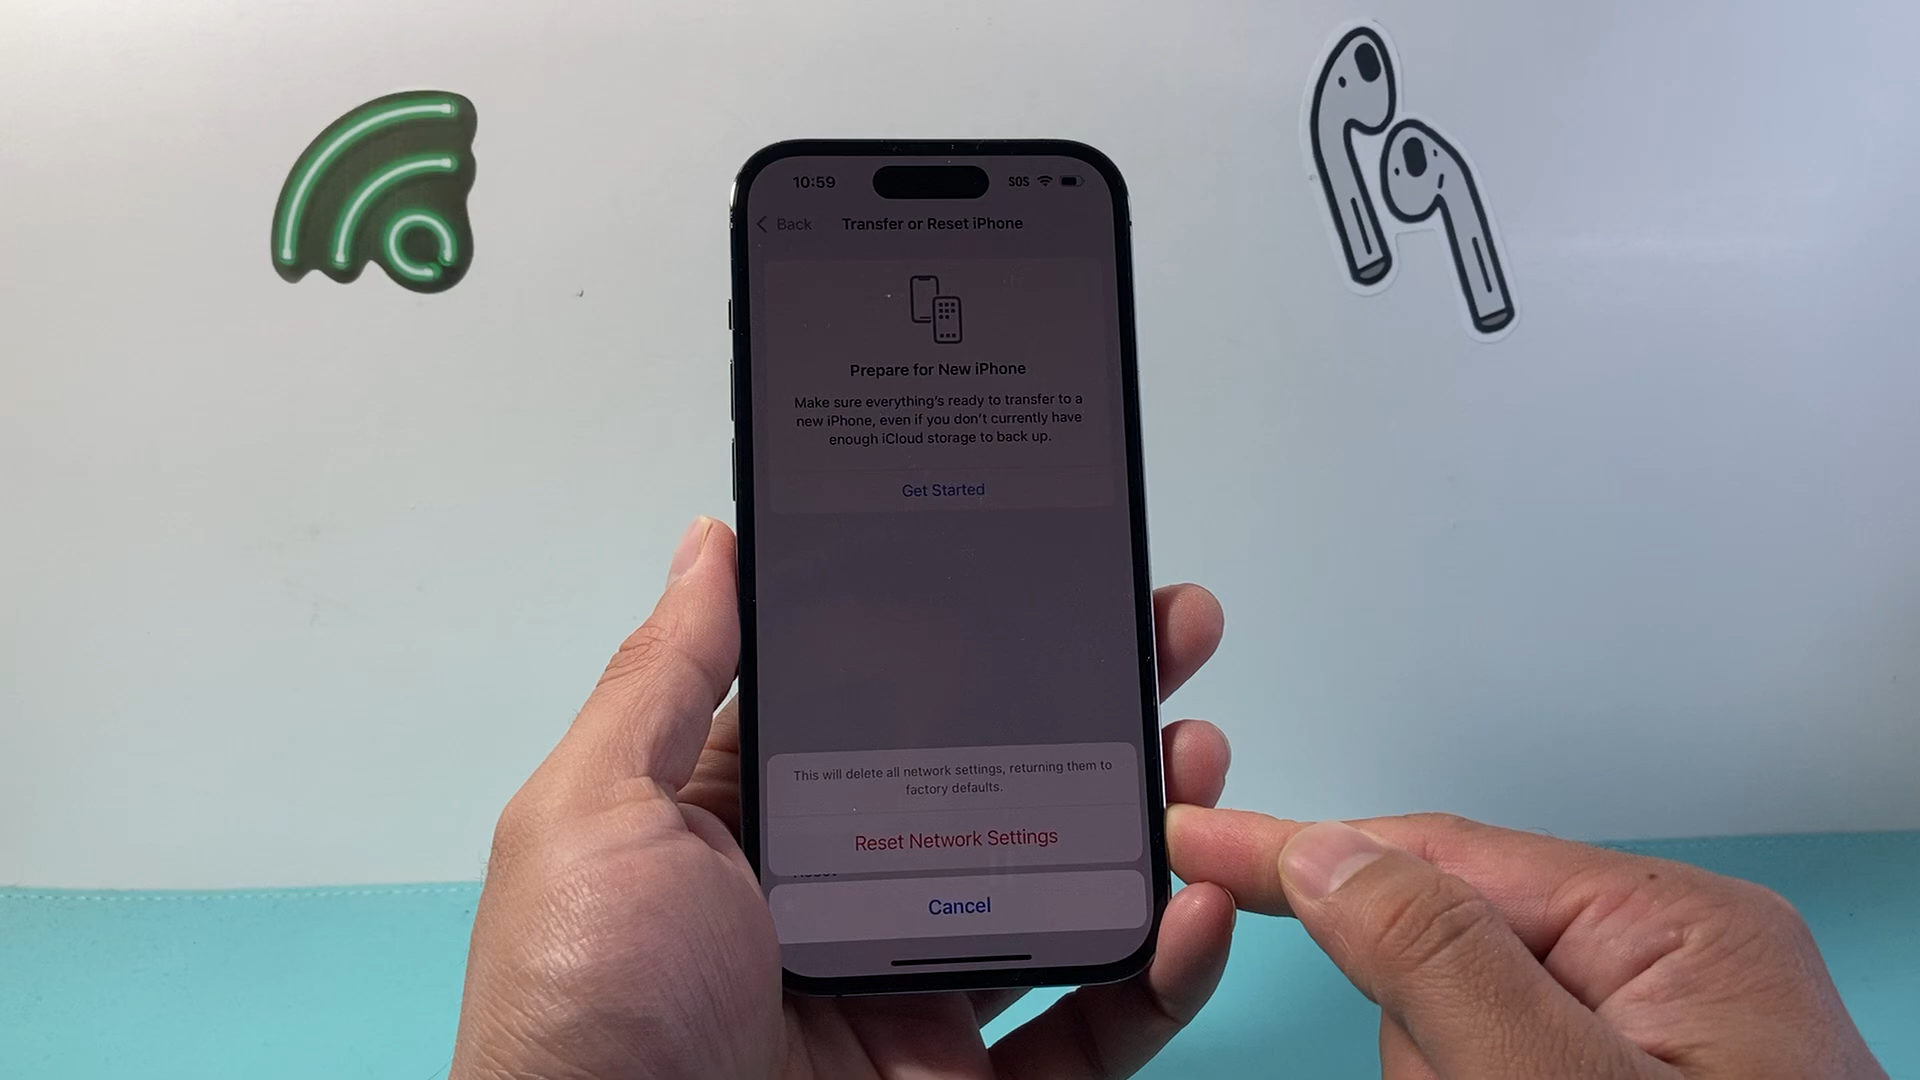 10:59
SOS
Back
Transfer or Reset iPhone
Prepare for New iPhone
Make sure everything's ready to transfer to a
new iPhone, even if you don't currently have
enough iCloud storage to back up.
Get Started
This will delete all network settings, returning them to
factory defaults.
Reset Network Settings
Cancel